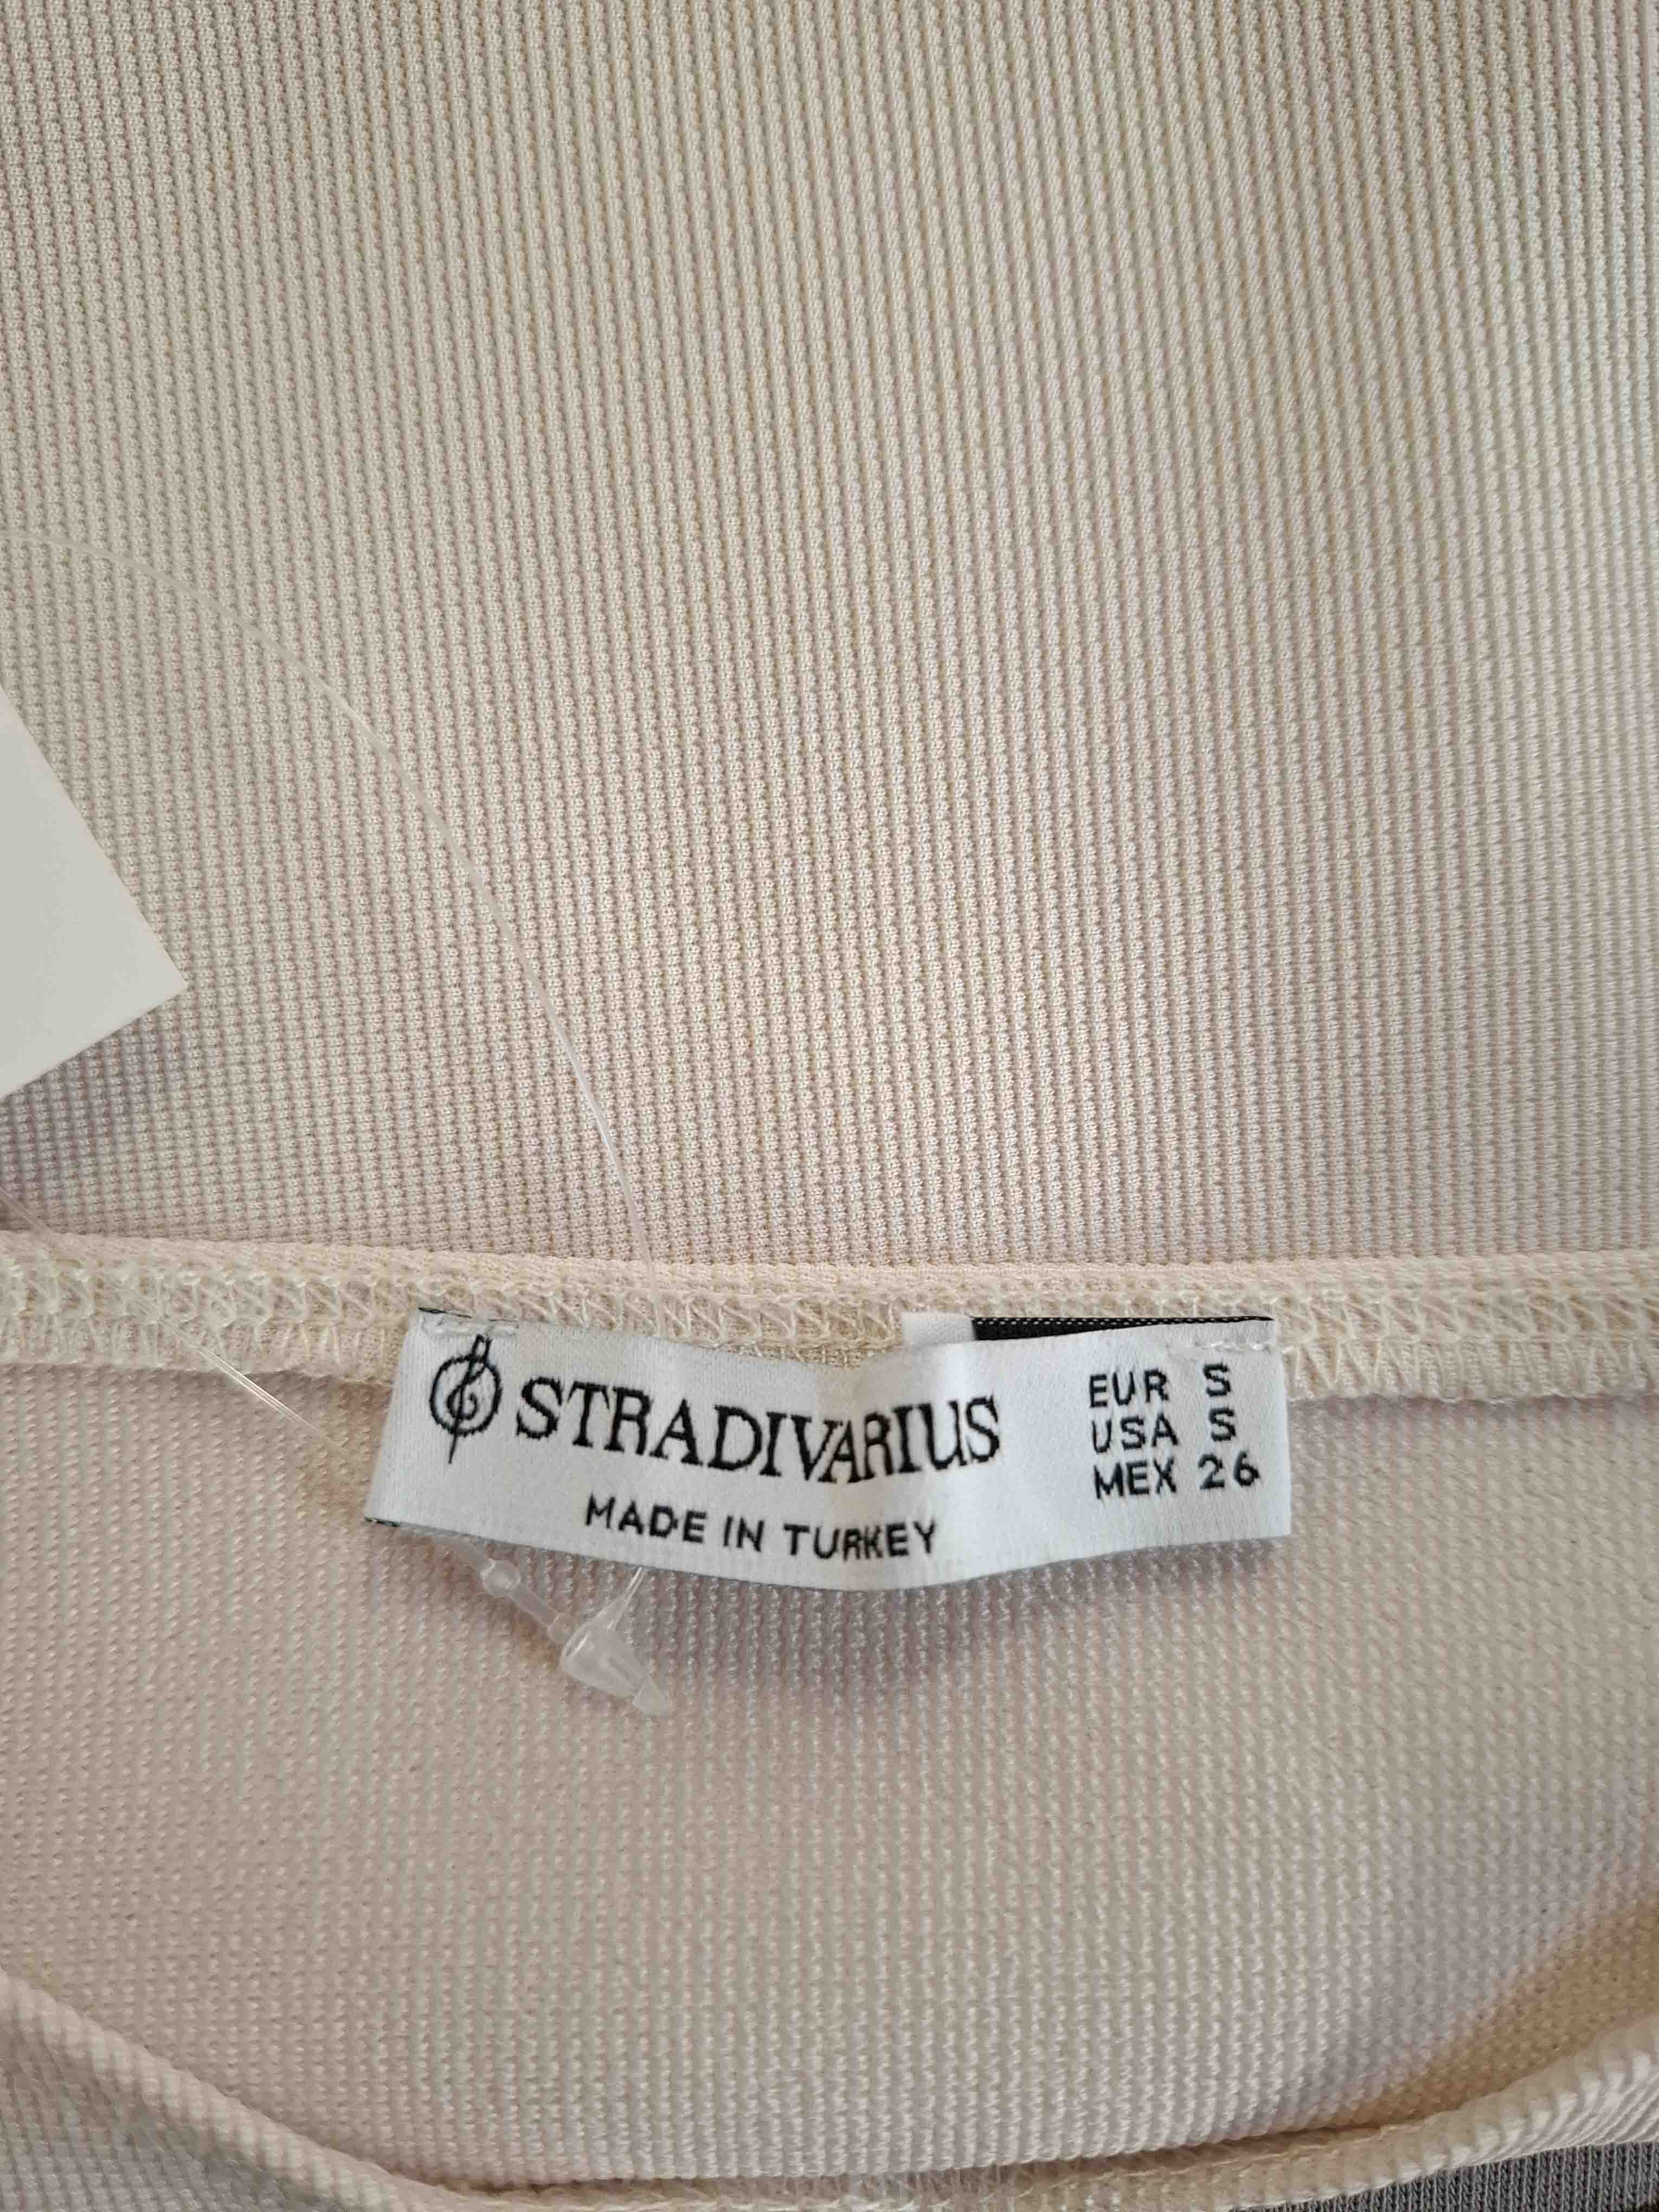 STRADIVARIUS
MADE IN TURKEY
EUR S
USA S
MEX 26